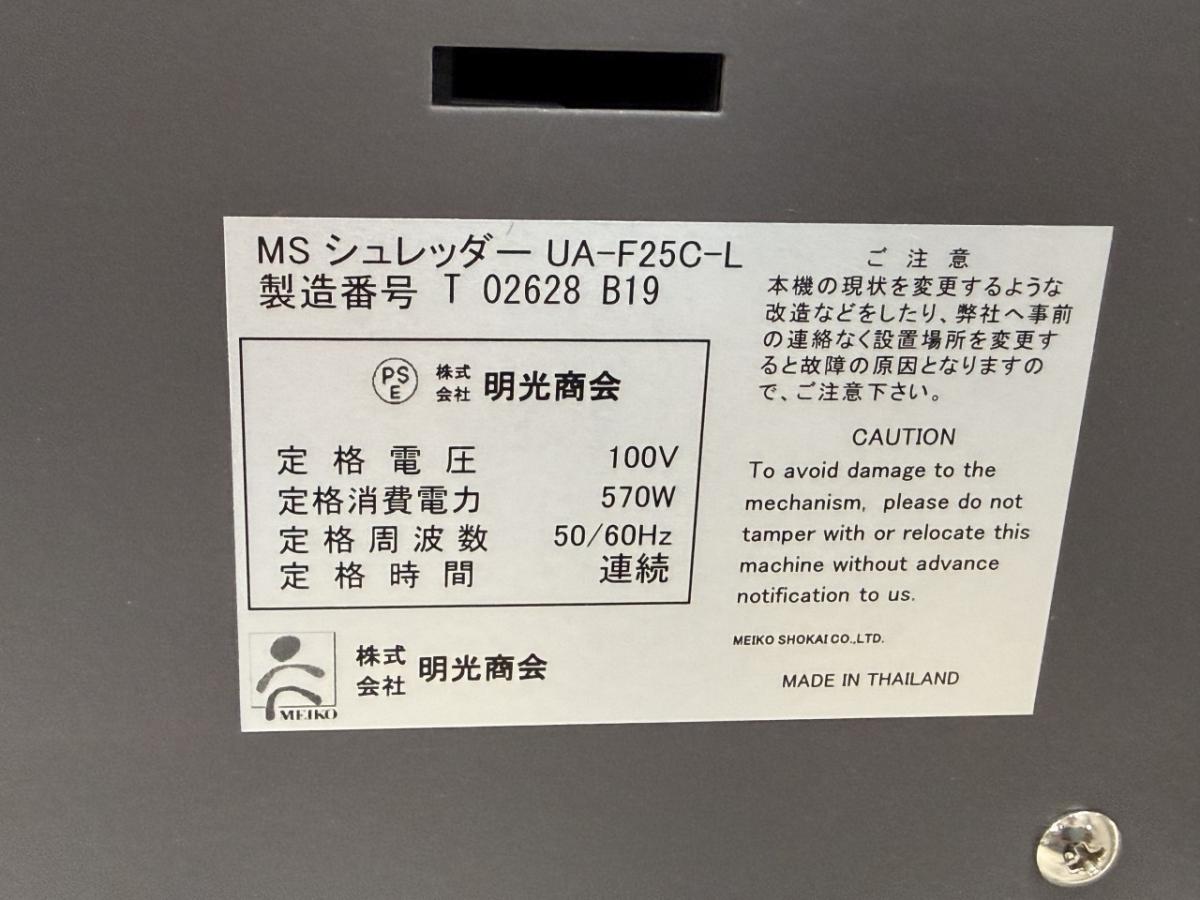 MS シュレッダー UA-F25C-L
製造番号 T 02628 B19
PSE 株式会社 明光商会
定格電圧 100V
定格消費電力 570W
定格周波数 50/60Hz
定格時間 連続
MEIKO 株式会社 明光商会
ご注意
本機の現状を変更するような
改造などをしたり、弊社へ事前
の連絡なく設置場所を変更す
ると故障の原因となりますの
で、ご注意下さい。
CAUTION
To avoid damage to the
mechanism, please do not
tamper with or relocate this
machine without advance
notification to us.
MEIKO SHOKAI CO.,LTD.
MADE IN THAILAND